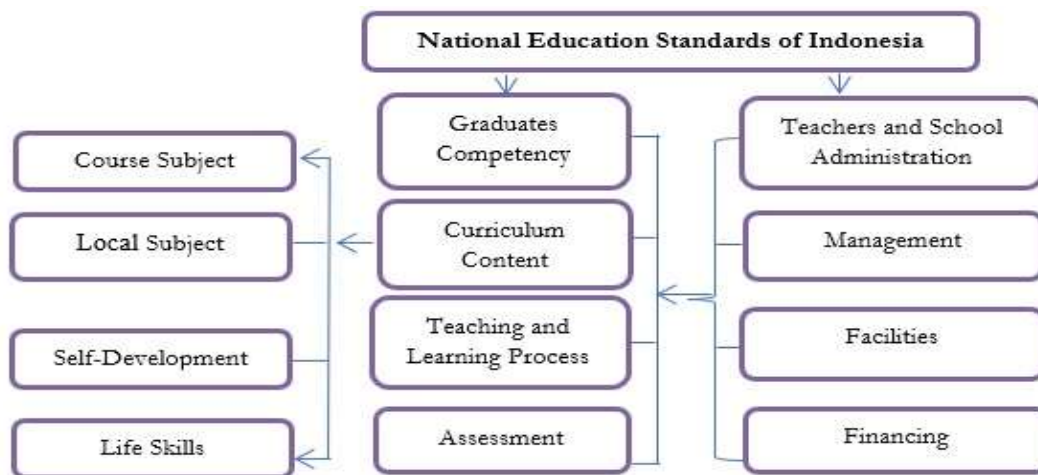 National Education Standards of Indonesia
Graduates
Competency
Teachers and School
Administration
Course Subject
Local Subject
Curriculum
Content
Management
Self-Development
Teaching and
Learning Process
Facilities
Life Skills
Assessment
Financing